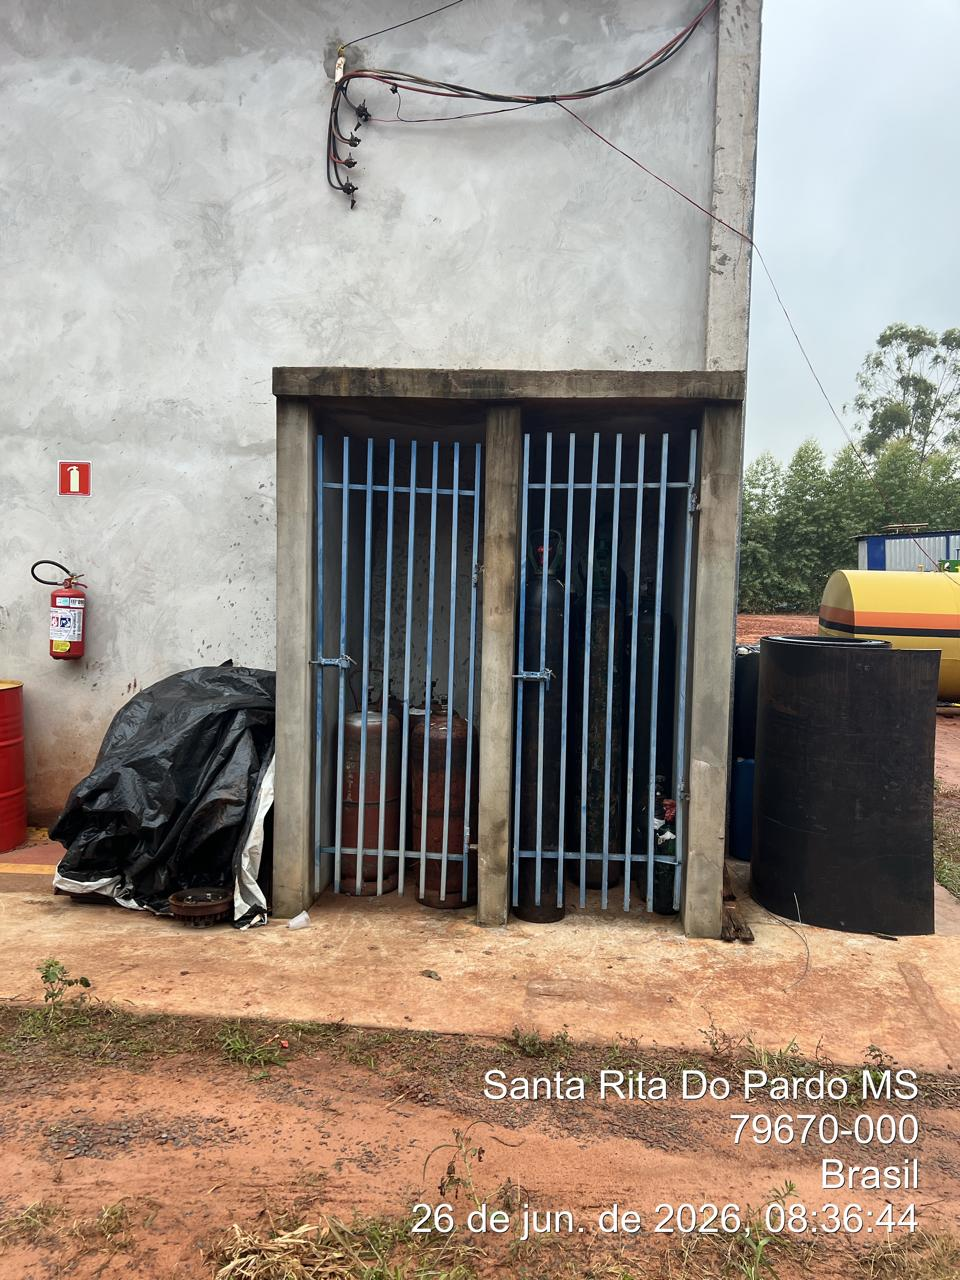 Santa Rita Do Pardo MS
79670-000
Brasil
26 de jun. de 2026, 08:36:44